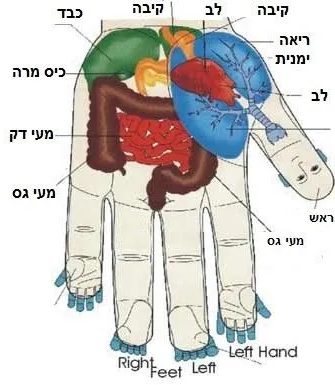 כבד
קיבה
לב
קיבה
ריאה
ימנית
כיס מרה
לב
מעי דק
מעי גס
מעי גס
ראש
Right
Feet
Left
Left Hand